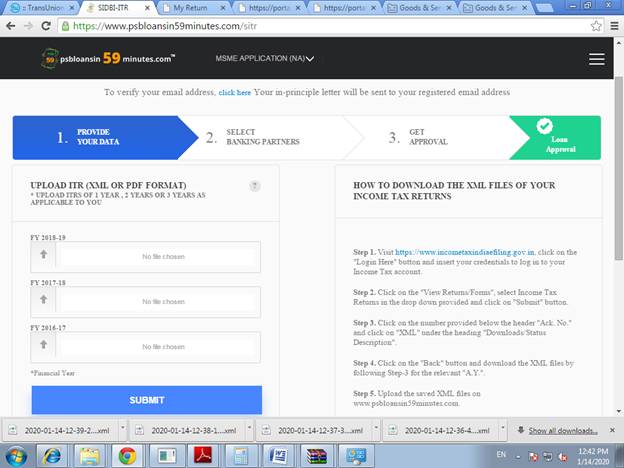 :: TransUnion
SIDBI-ITR
My Return
https://porta
https://porta
Goods & Ser
Goods & Ser
https://www.psbloansin59minutes.com/sitr
59 psbloansin 59 minutes.com™
MSME APPLICATION (NA)
To verify your email address, click here Your in-principle letter will be sent to your registered email address
1. PROVIDE
YOUR DATA
2. SELECT
BANKING PARTNERS
3. GET
APPROVAL
Loan
Approval
UPLOAD ITR (XML OR PDF FORMAT)
?
* UPLOAD ITRS OF 1 YEAR , 2 YEARS OR 3 YEARS AS
APPLICABLE TO YOU
FY 2018-19
No file chosen
FY 2017-18
No file chosen
FY 2016-17
No file chosen
*Financial Year
SUBMIT
HOW TO DOWNLOAD THE XML FILES OF YOUR
INCOME TAX RETURNS
Step 1. Visit https://www.incometaxindiaefiling.gov.in, click on the
"Login Here" button and insert your credentials to log in to your
Income Tax account.
Step 2. Click on the "View Returns/Forms", select Income Tax
Returns in the drop down provided and click on "Submit" button.
Step 3. Click on the number provided below the header "Ack. No."
and click on "XML" under the heading "Downloads/Status
Description".
Step 4. Click on the "Back" button and download the XML files by
following Step-3 for the relevant "A.Y.".
Step 5. Upload the saved XML files on
www.psbloansin59minutes.com.
2020-01-14-12-39-2....xml
2020-01-14-12-38-1....xml
2020-01-14-12-37-3....xml
2020-01-14-12-36-4....xml
Show all downloads...
EN
12:42 PM
1/14/2020